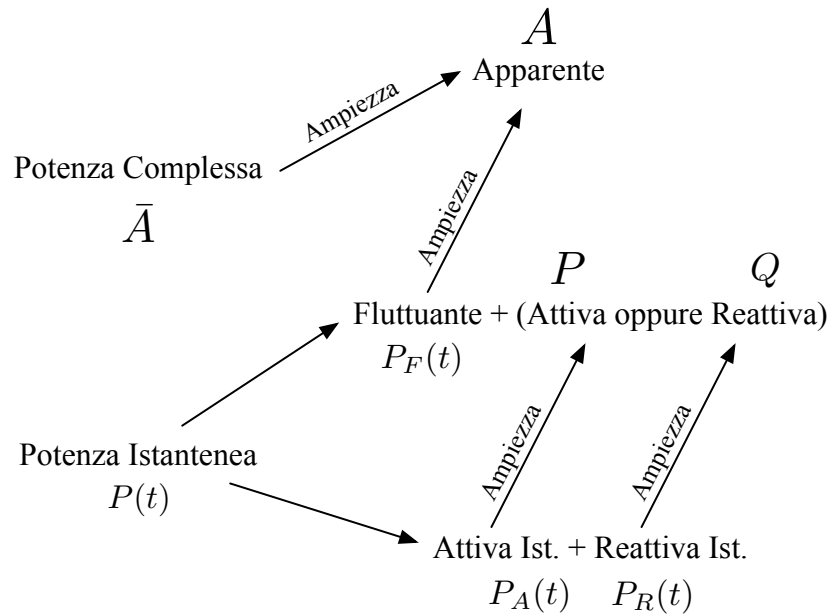 A
Apparente
Ampiezza
Potenza Complessa
Ā
Ampiezza
P Q
Fluttuante + (Attiva oppure Reattiva)
P_F(t)
Ampiezza
Ampiezza
Potenza Istantenea
P(t)
Attiva Ist. + Reattiva Ist.
P_A(t) P_R(t)